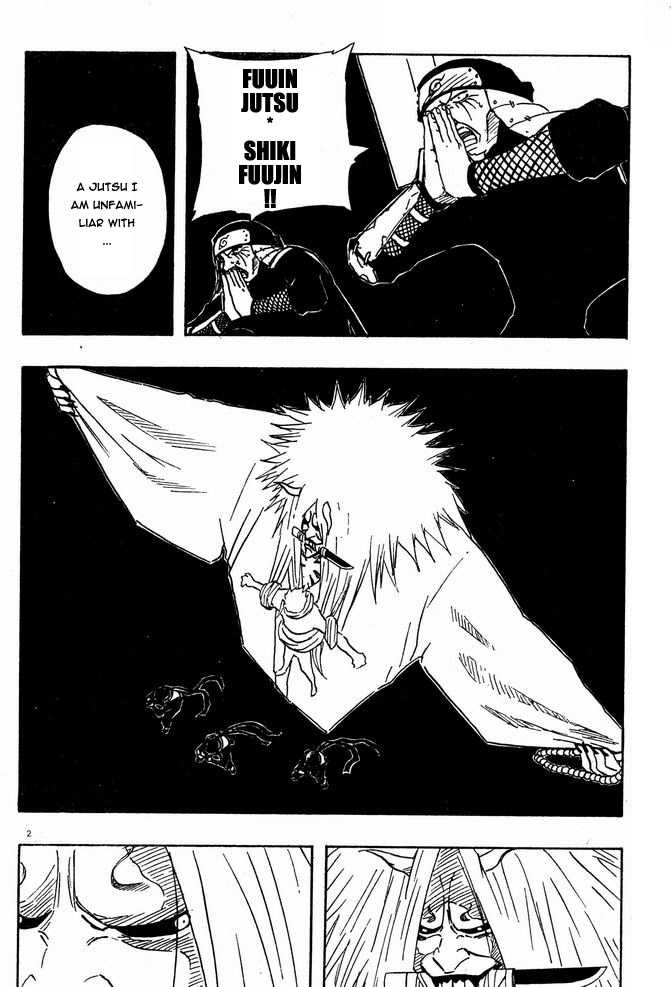 FUUIN
JUTSU
*
SHIKI
FUUJIN
!!
A JUTSU I
AM UNFAMI-
LIAR WITH
...
2